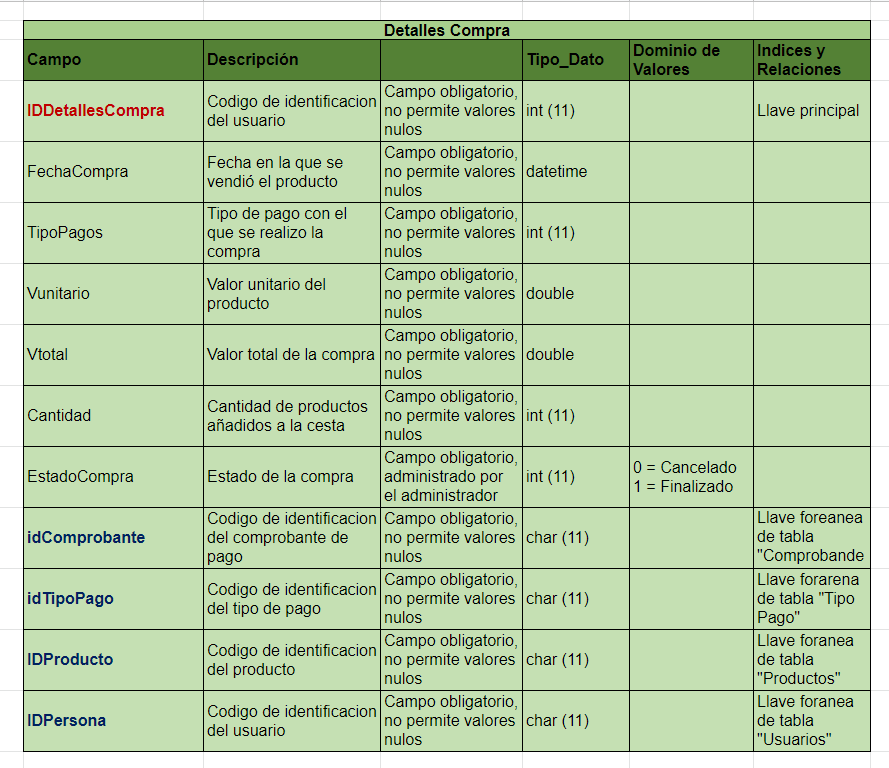 Detalles Compra
Campo
Descripción
Tipo_Dato
Dominio de
Valores
Indices y
Relaciones
IDDetallesCompra
Codigo de identificacion
del usuario
Campo obligatorio,
no permite valores
nulos
int (11)
Llave principal
FechaCompra
Fecha en la que se
vendió el producto
Campo obligatorio,
no permite valores
nulos
datetime
TipoPagos
Tipo de pago con el
que se realizo la
compra
Campo obligatorio,
no permite valores
nulos
int (11)
Vunitario
Valor unitario del
producto
Campo obligatorio,
no permite valores
nulos
double
Vtotal
Valor total de la compra
Campo obligatorio,
no permite valores
nulos
double
Cantidad
Cantidad de productos
añadidos a la cesta
Campo obligatorio,
no permite valores
nulos
int (11)
EstadoCompra
Estado de la compra
Campo obligatorio,
administrado por
el administrador
int (11)
0 = Cancelado
1 = Finalizado
idComprobante
Codigo de identificacion
del comprobante de
pago
Campo obligatorio,
no permite valores
nulos
char (11)
Llave foreanea
de tabla
"Comprobande
idTipoPago
Codigo de identificacion
del tipo de pago
Campo obligatorio,
no permite valores
nulos
char (11)
Llave forarena
de tabla "Tipo
Pago"
IDProducto
Codigo de identificacion
del producto
Campo obligatorio,
no permite valores
nulos
char (11)
Llave foranea
de tabla
"Productos"
IDPersona
Codigo de identificacion
del usuario
Campo obligatorio,
no permite valores
nulos
char (11)
Llave foranea
de tabla
"Usuarios"